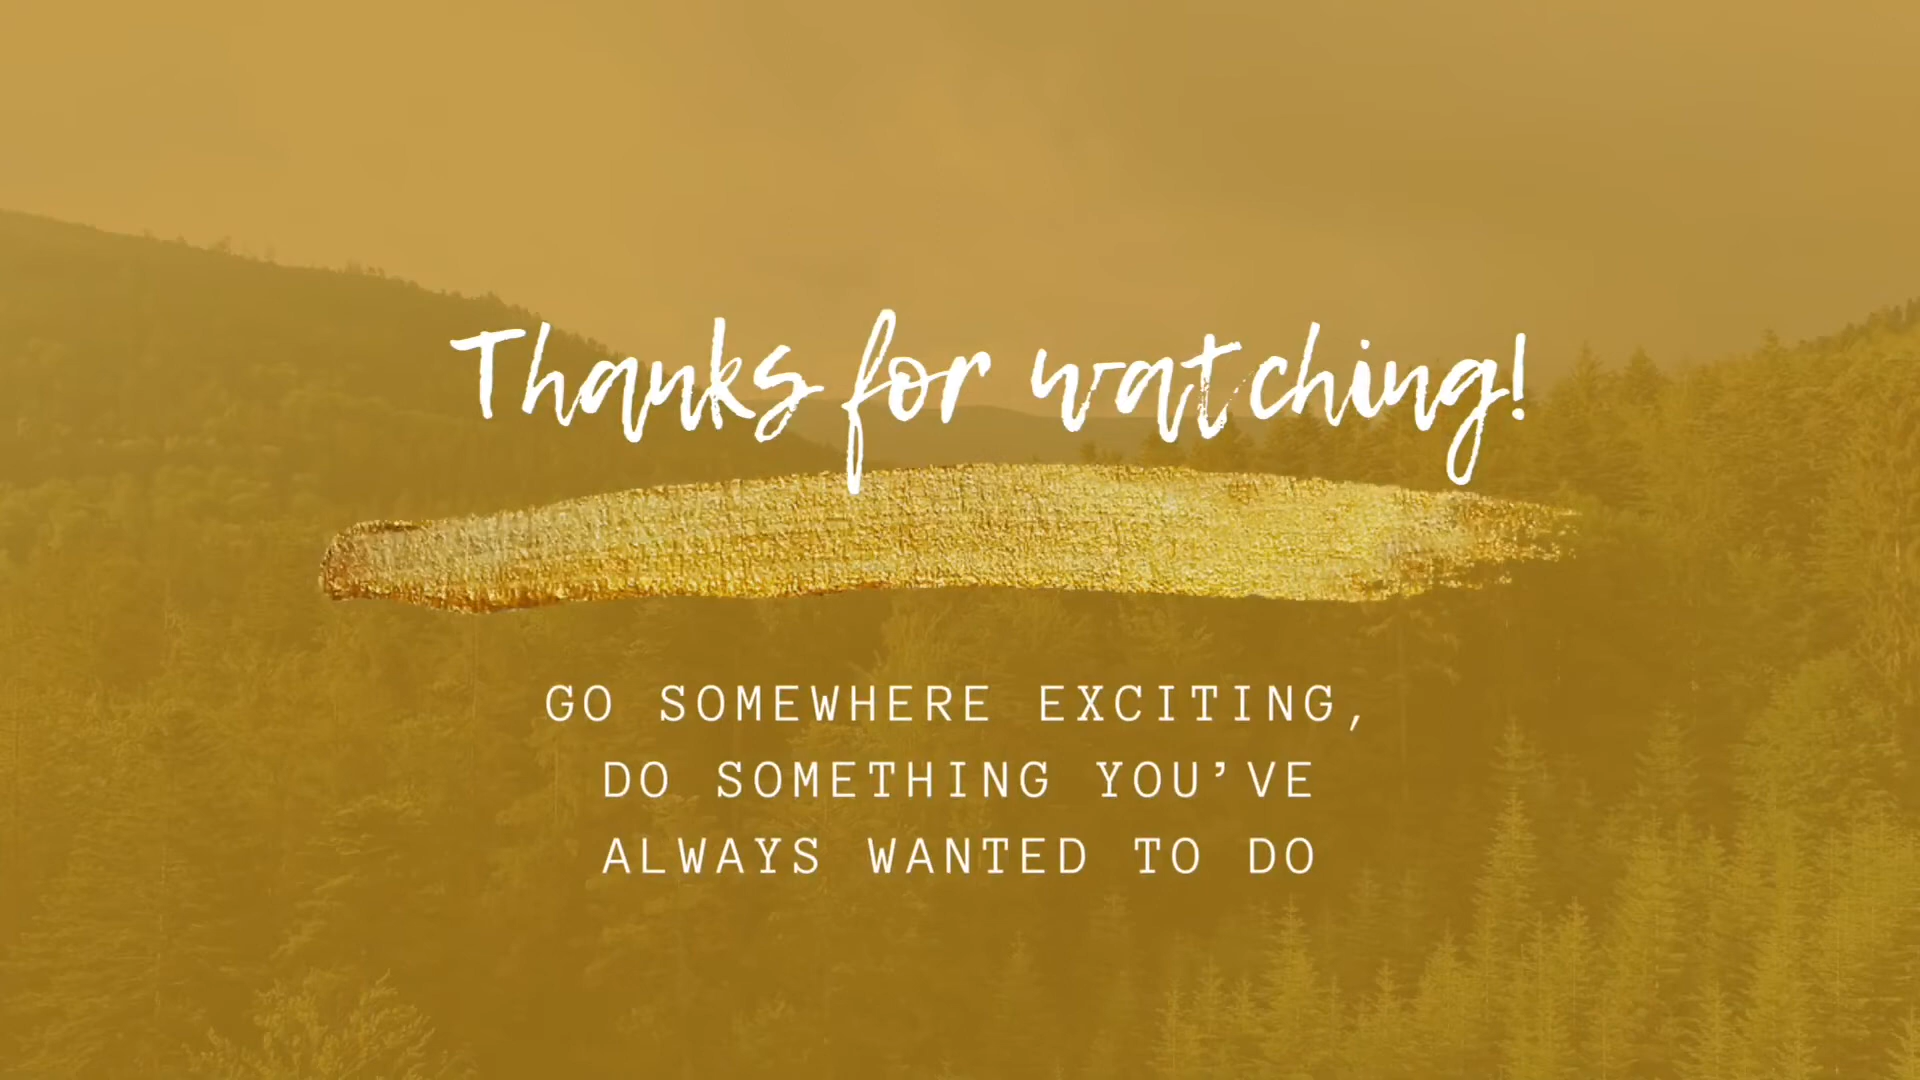 Thanks for watching!
GO SOMEWHERE EXCITING,
DO SOMETHING YOU’VE
ALWAYS WANTED TO DO